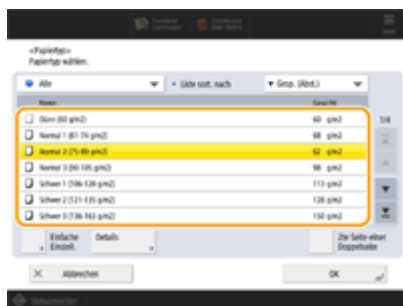 <Papiertyp>
Papiertyp wählen.
Alle
Liste sort. nach
Gesp. (Abst.)
Name
Gewicht
Dünn (60 g/m2) 60 g/m2
Normal 1 (61-74 g/m2) 68 g/m2
Normal 2 (75-89 g/m2) 82 g/m2
Normal 3 (90-105 g/m2) 98 g/m2
Schwer 1 (106-120 g/m2) 113 g/m2
Schwer 2 (121-135 g/m2) 128 g/m2
Schwer 3 (136-163 g/m2) 150 g/m2
1/4
Einfache
Einstell.
Details
2te Seite einer
Doppelseite
Abbrechen
OK